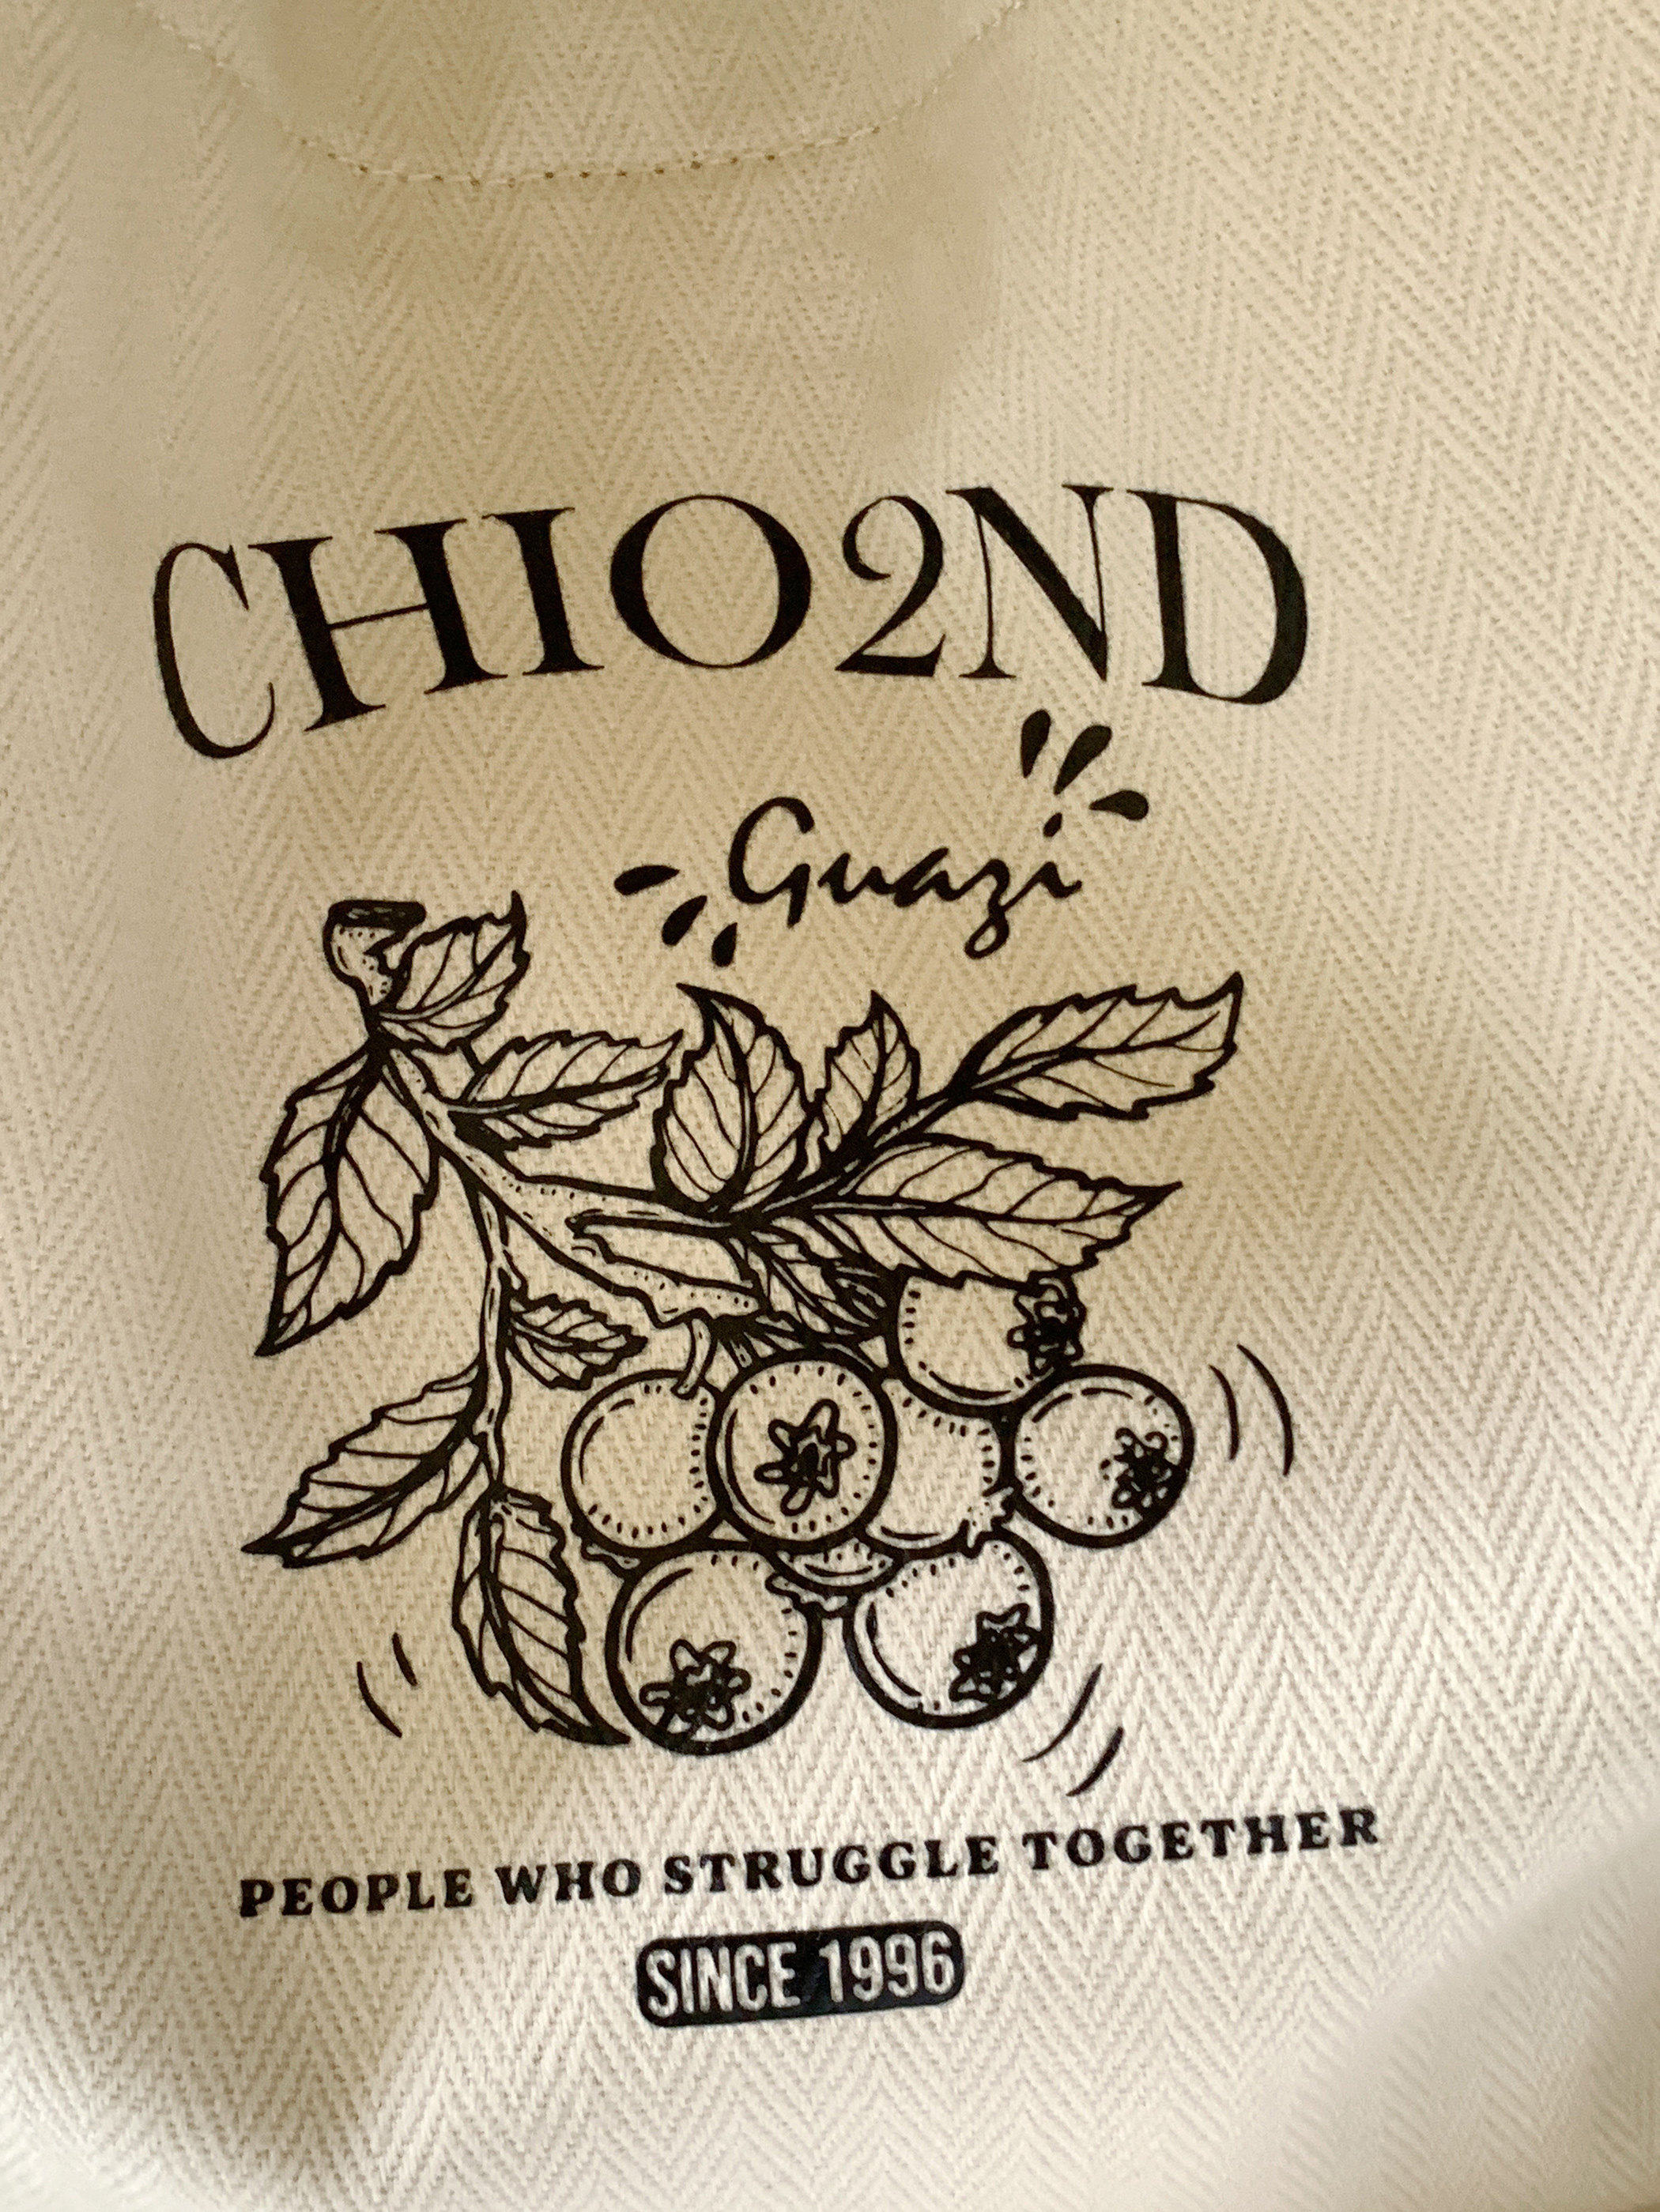 CHIO2ND
Guazi
PEOPLE WHO STRUGGLE TOGETHER
SINCE 1996